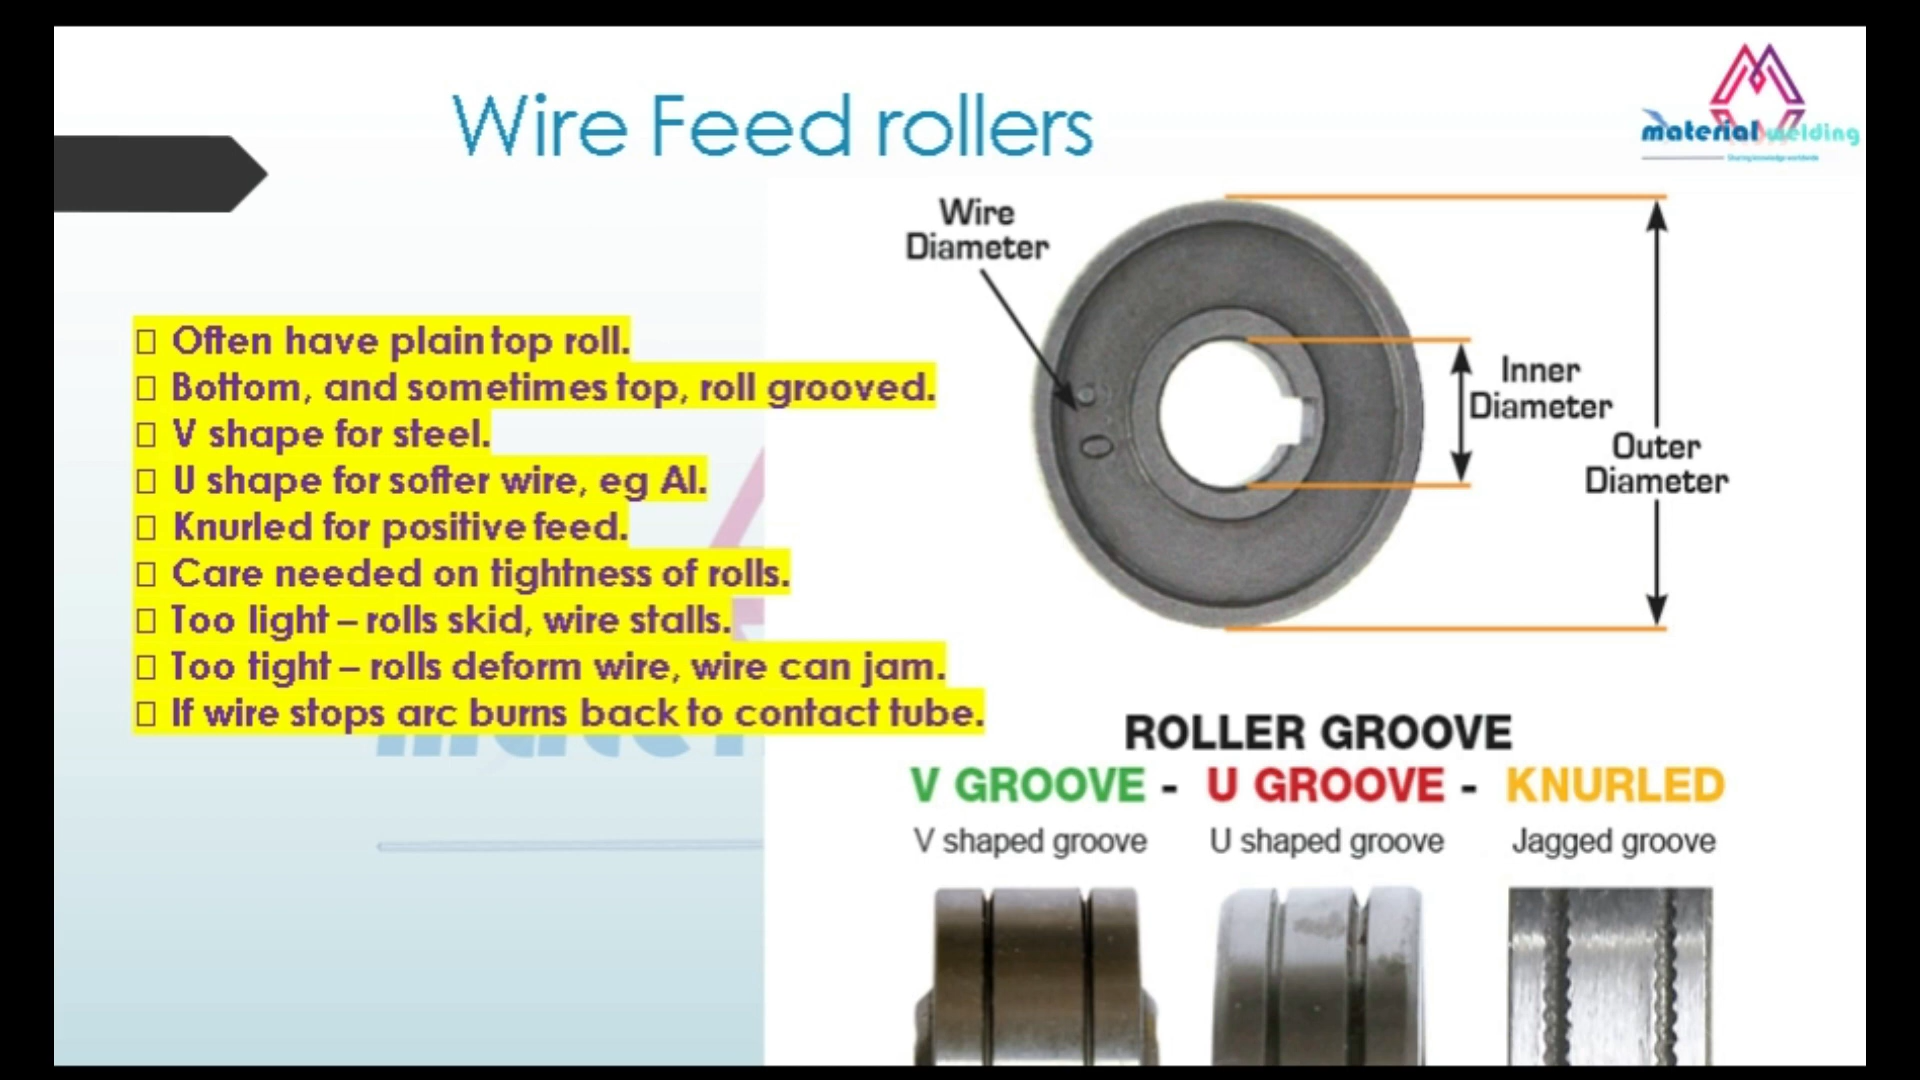 Wire Feed rollers
material welding
Sharing knowledge worldwide
Often have plain top roll.
Bottom, and sometimes top, roll grooved.
V shape for steel.
U shape for softer wire, eg Al.
Knurled for positive feed.
Care needed on tightness of rolls.
Too light – rolls skid, wire stalls.
Too tight – rolls deform wire, wire can jam.
If wire stops arc burns back to contact tube.
Wire
Diameter
Inner
Diameter
Outer
Diameter
ROLLER GROOVE
V GROOVE - U GROOVE - KNURLED
V shaped groove U shaped groove Jagged groove